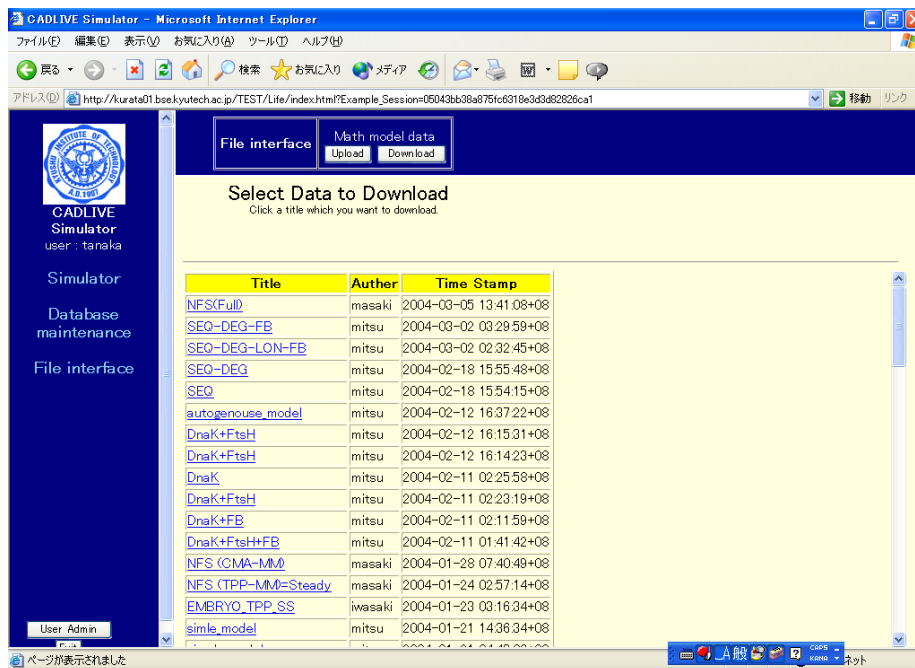 CADLIVE Simulator - Microsoft Internet Explorer
ファイル(F) 編集(E) 表示(V) お気に入り(A) ツール(T) ヘルプ(H)
戻る 検索 お気に入り メディア
アドレス(D) http://kurata01.bse.kyutech.ac.jp/TEST/Life/index.html?Example_Session=05043bb38a875fc6318e3d3d82826ca1 移動 リンク
A.D.1907
CADLIVE
Simulator
user : tanaka
Simulator
Database
maintenance
File interface
User Admin
File interface
Math model data
Upload Download
Select Data to Download
Click a title which you want to download.
Title Auther Time Stamp
NFS(Full) masaki 2004-03-05 13:41:08+08
SEQ-DEG-FB mitsu 2004-03-02 03:29:59+08
SEQ-DEG-LON-FB mitsu 2004-03-02 02:32:45+08
SEQ-DEG mitsu 2004-02-18 15:55:48+08
SEQ mitsu 2004-02-18 15:54:15+08
autogenouse_model mitsu 2004-02-12 16:37:22+08
DnaK+FtsH mitsu 2004-02-12 16:15:31+08
DnaK+FtsH mitsu 2004-02-12 16:14:23+08
DnaK mitsu 2004-02-11 02:25:58+08
DnaK+FtsH mitsu 2004-02-11 02:23:19+08
DnaK+FB mitsu 2004-02-11 02:11:59+08
DnaK+FtsH+FB mitsu 2004-02-11 01:41:42+08
NFS (CMA-MM) masaki 2004-01-28 07:40:49+08
NFS (TPP-MM)=Steady masaki 2004-01-24 02:57:14+08
EMBRYO_TPP_SS iwasaki 2004-01-23 03:16:34+08
simle_model mitsu 2004-01-21 14:36:34+08
ページが表示されました
A 般 CAPS KANA
ネット